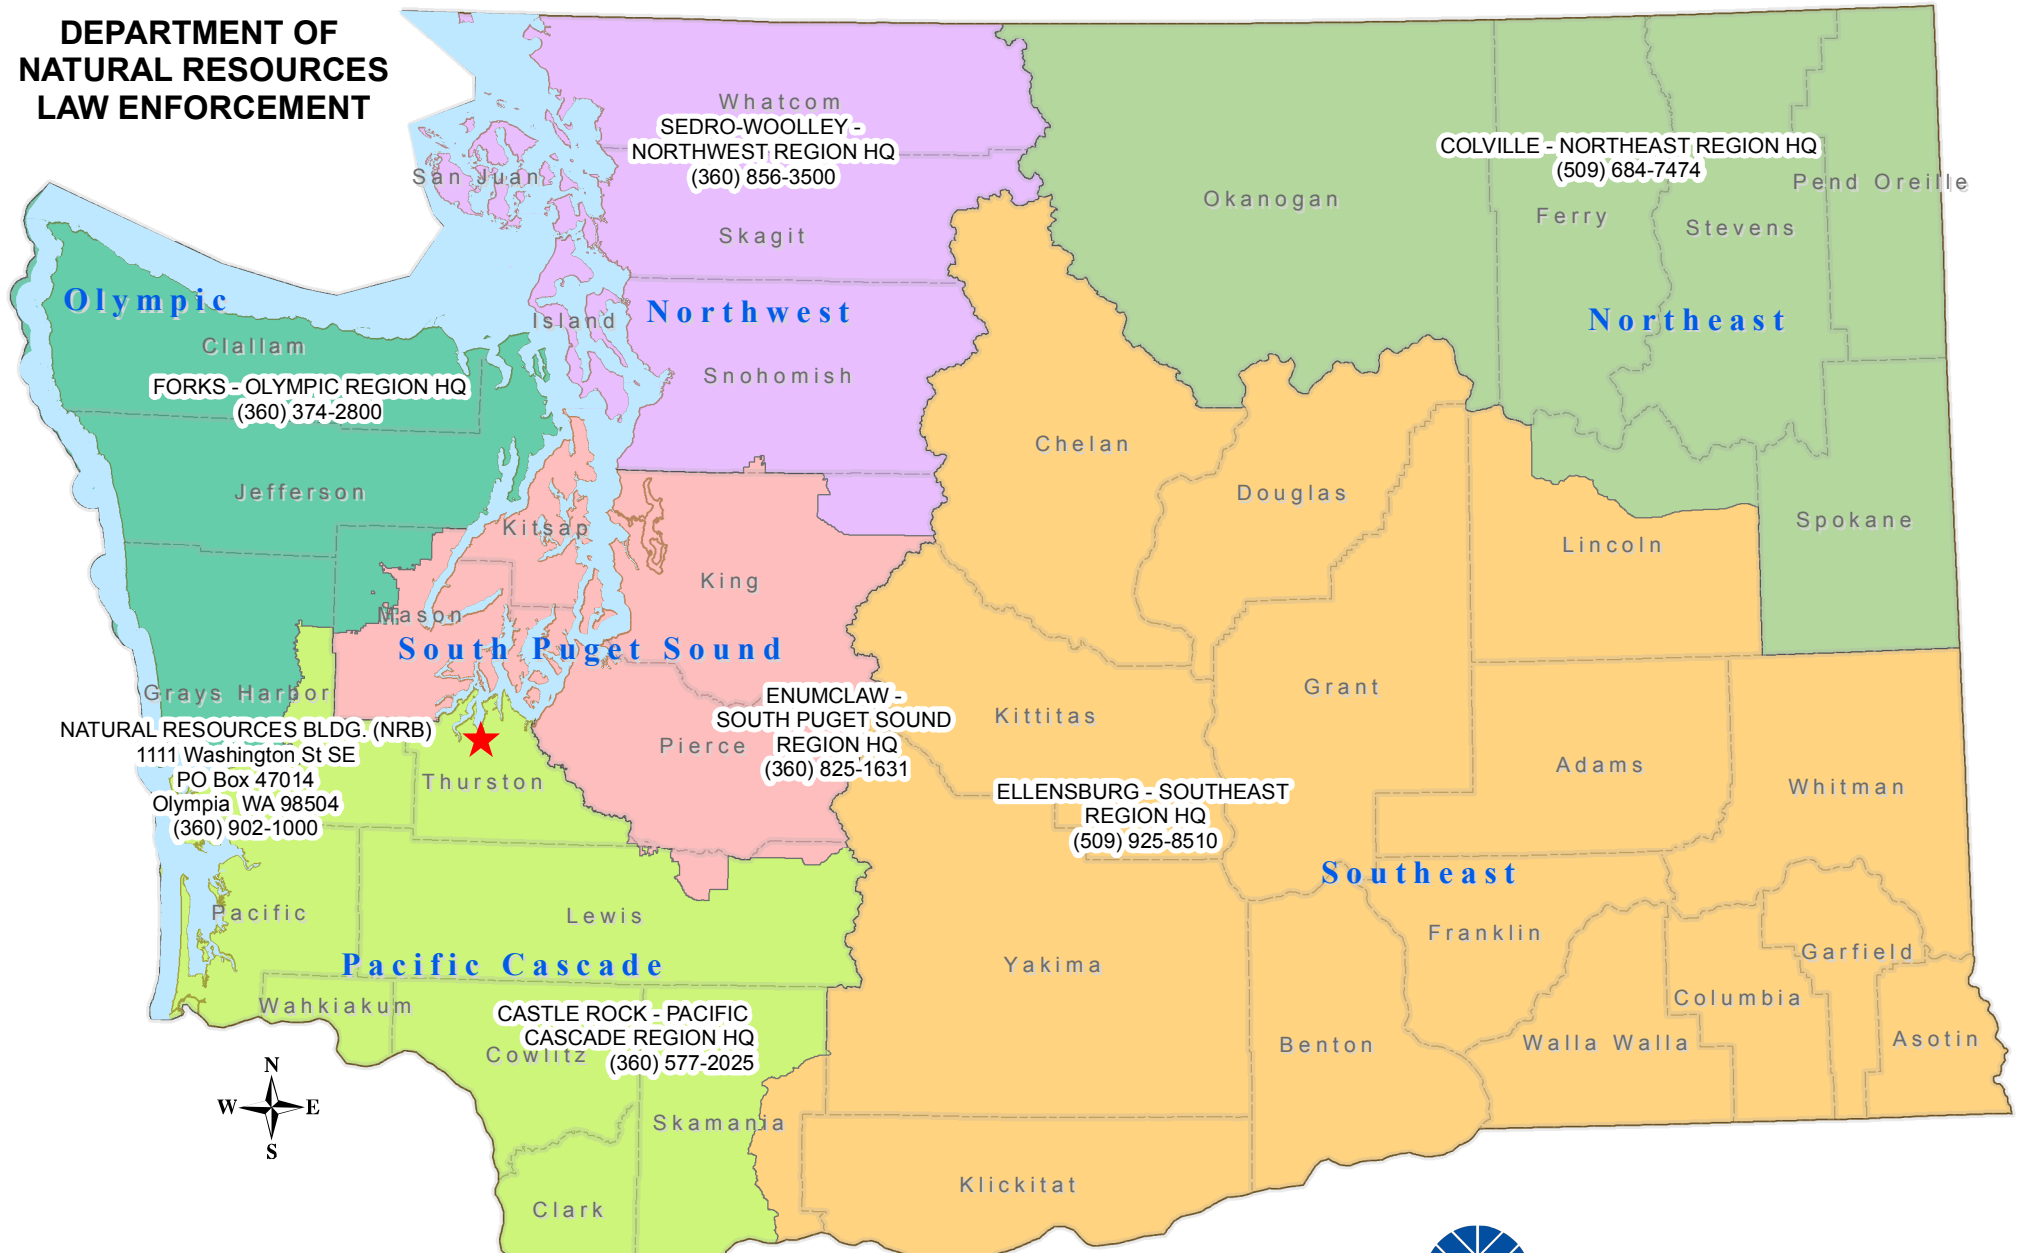 DEPARTMENT OF
NATURAL RESOURCES
LAW ENFORCEMENT
Whatcom
SEDRO-WOOLLEY -
NORTHWEST REGION HQ
(360) 856-3500
San Juan
Skagit
Northwest
Island
Snohomish
COLVILLE - NORTHEAST REGION HQ
(509) 684-7474
Pend Oreille
Okanogan
Ferry
Stevens
Northeast
Spokane
Olympic
Clallam
FORKS - OLYMPIC REGION HQ
(360) 374-2800
Jefferson
Grays Harbor
Kitsap
King
Mason
South Puget Sound
ENUMCLAW -
SOUTH PUGET SOUND
REGION HQ
(360) 825-1631
Pierce
NATURAL RESOURCES BLDG. (NRB)
1111 Washington St SE
PO Box 47014
Olympia WA 98504
(360) 902-1000
Thurston
Chelan
Douglas
Lincoln
Grant
Kittitas
Adams
Whitman
ELLENSBURG - SOUTHEAST
REGION HQ
(509) 925-8510
Southeast
Franklin
Garfield
Yakima
Columbia
Benton
Walla Walla
Asotin
Klickitat
Pacific
Lewis
Pacific Cascade
Wahkiakum
CASTLE ROCK - PACIFIC
CASCADE REGION HQ
(360) 577-2025
Cowlitz
Skamania
Clark
N
W E
S